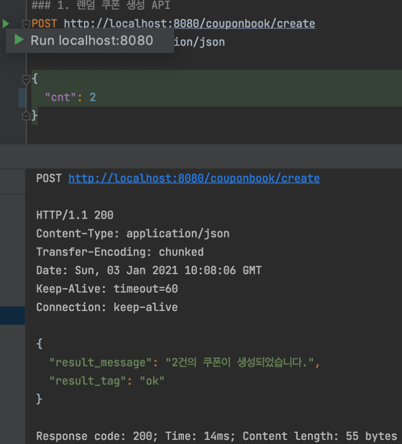 ### 1. 랜덤 쿠폰 생성 API
POST http://localhost:8080/couponbook/create
Run localhost:8080
ion/json
{
"cnt": 2
}
POST http://localhost:8080/couponbook/create
HTTP/1.1 200
Content-Type: application/json
Transfer-Encoding: chunked
Date: Sun, 03 Jan 2021 10:08:06 GMT
Keep-Alive: timeout=60
Connection: keep-alive
{
"result_message": "2건의 쿠폰이 생성되었습니다.",
"result_tag": "ok"
}
Response code: 200; Time: 14ms; Content length: 55 bytes